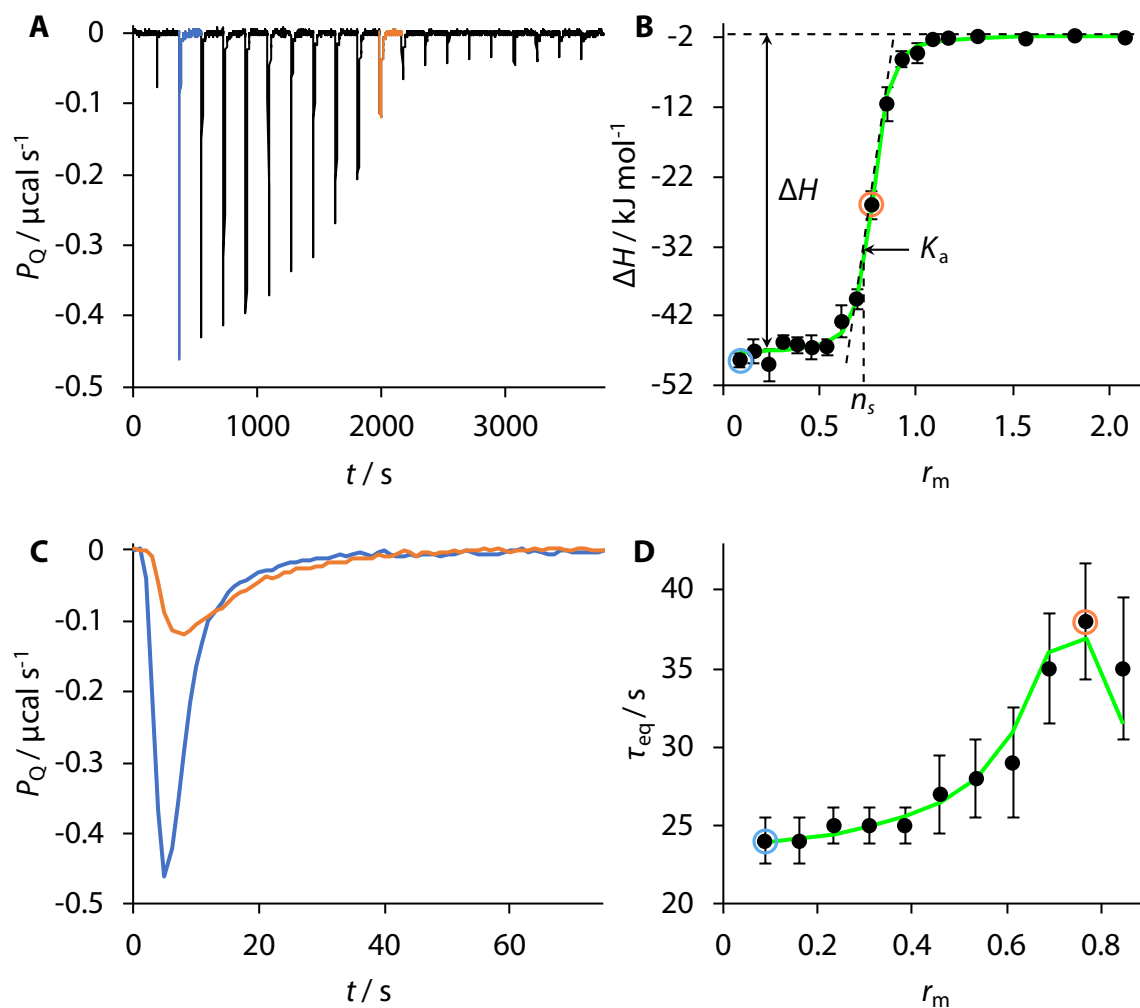 A
0
-0.1
-0.2
-0.3
-0.4
-0.5
P_Q / µcal s⁻¹
0 1000 2000 3000
t / s
B
-2
-12
-22
-32
-42
-52
ΔH / kJ mol⁻¹
ΔH
K_a
n_s
0 0.5 1.0 1.5 2.0
r_m
C
0
-0.1
-0.2
-0.3
-0.4
-0.5
P_Q / µcal s⁻¹
0 20 40 60
t / s
D
40
35
30
25
20
τ_eq / s
0 0.2 0.4 0.6 0.8
r_m